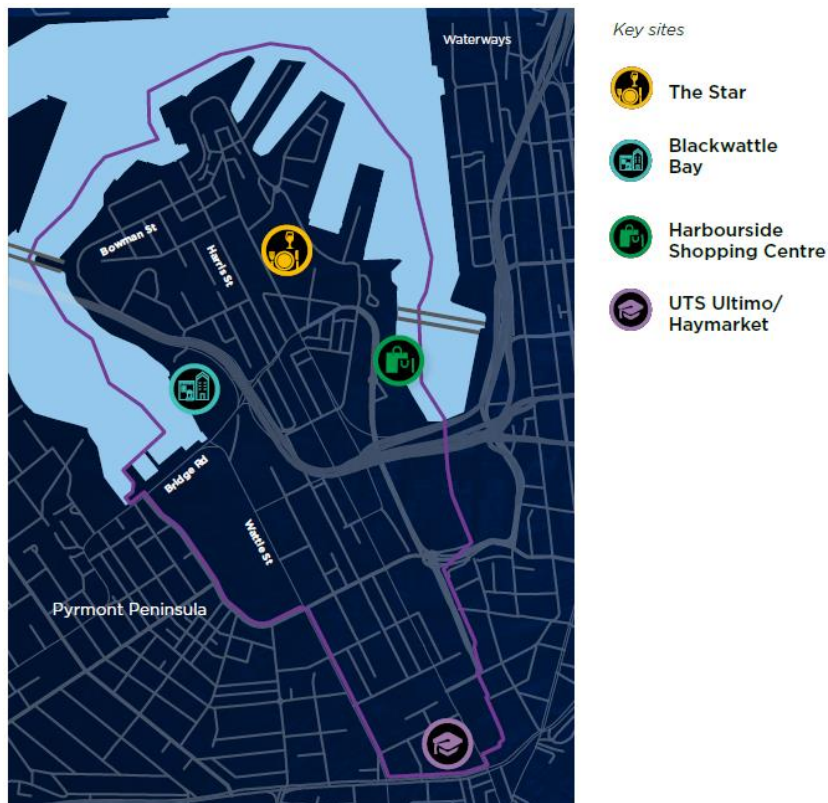 Waterways
Bowman St
Harris St
Bridge Rd
Wattle St
Pyrmont Peninsula
Key sites
The Star
Blackwattle
Bay
Harbourside
Shopping Centre
UTS Ultimo/
Haymarket